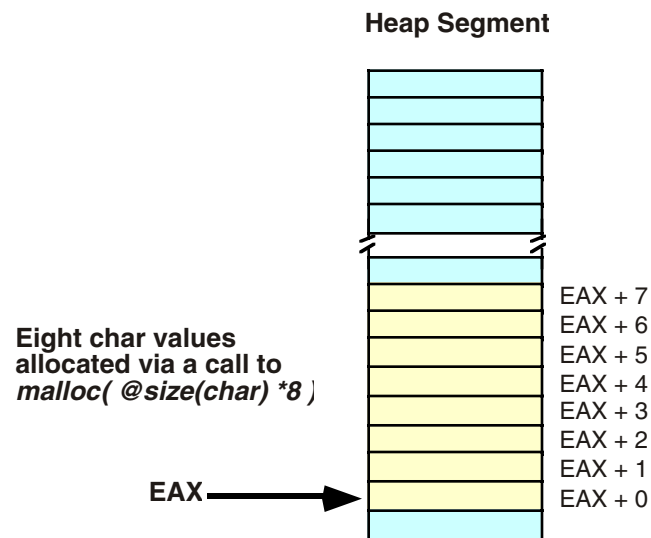 Heap Segment
EAX + 7
EAX + 6
Eight char values
allocated via a call to
malloc( @size(char) *8 )
EAX + 5
EAX + 4
EAX + 3
EAX + 2
EAX + 1
EAX
EAX + 0